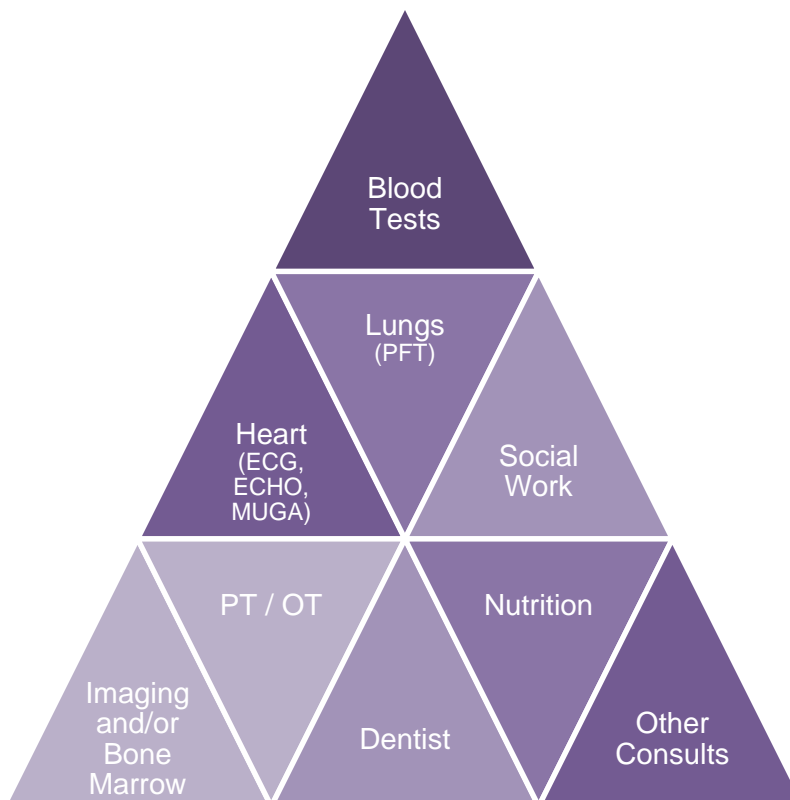 Blood
Tests
Lungs
(PFT)
Heart
(ECG,
ECHO,
MUGA)
Social
Work
PT / OT
Nutrition
Imaging
and/or
Bone
Marrow
Dentist
Other
Consults